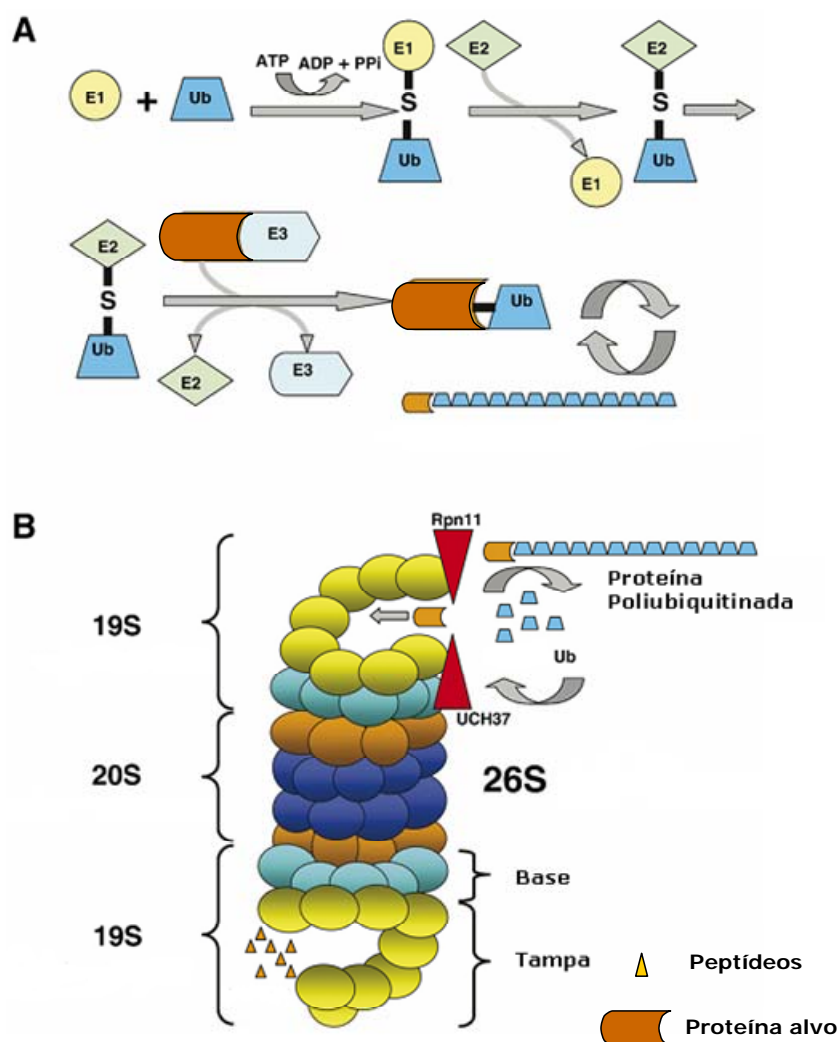 A
E1
+
Ub
ATP
ADP + PPi
E1
S
Ub
E2
E1
E2
S
Ub
E2
S
Ub
E3
E2
E3
Ub
B
19S
20S
19S
Rpn11
Proteína
Poliubiquitinada
Ub
UCH37
26S
Base
Tampa
Peptídeos
Proteína alvo